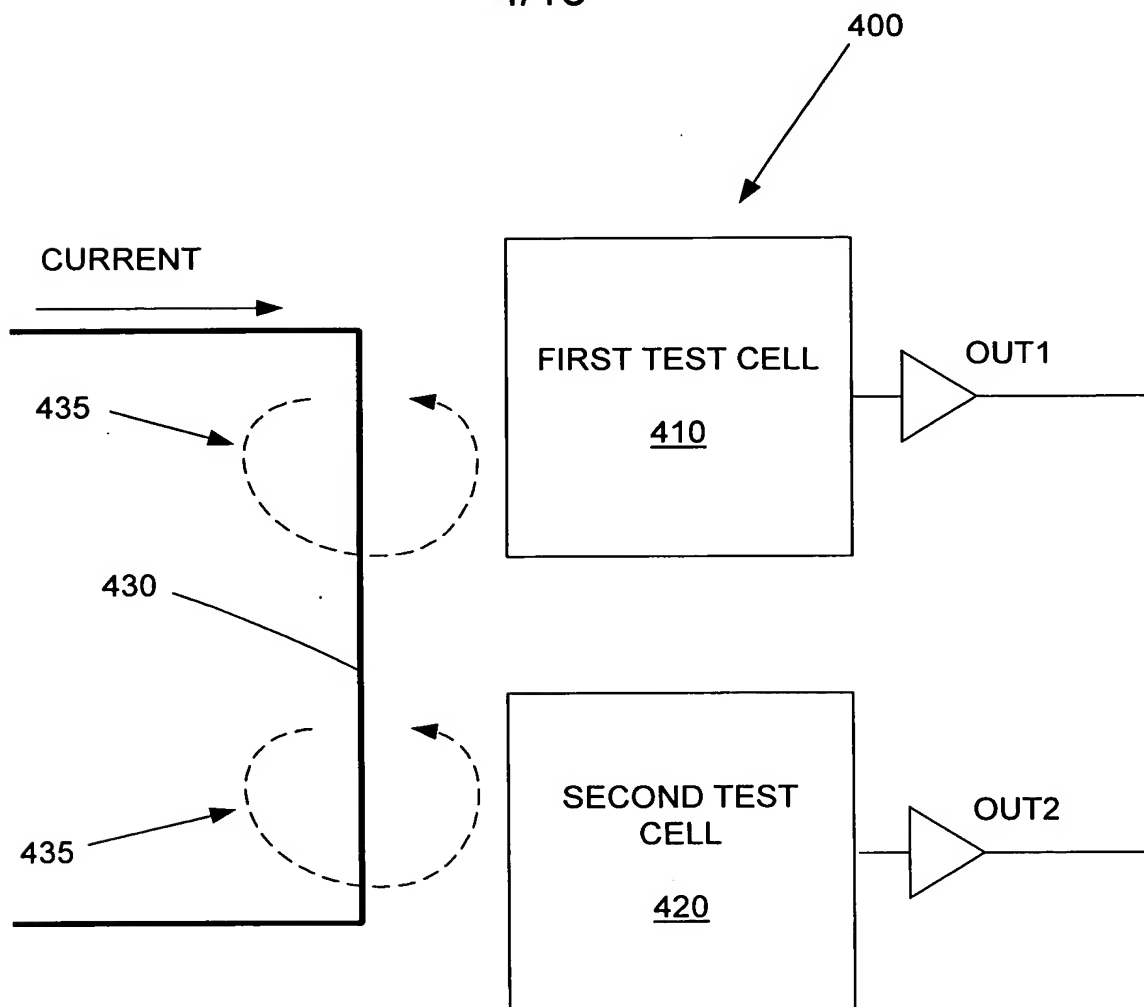 400
CURRENT
FIRST TEST CELL
410
OUT1
435
430
SECOND TEST
CELL
420
OUT2
435